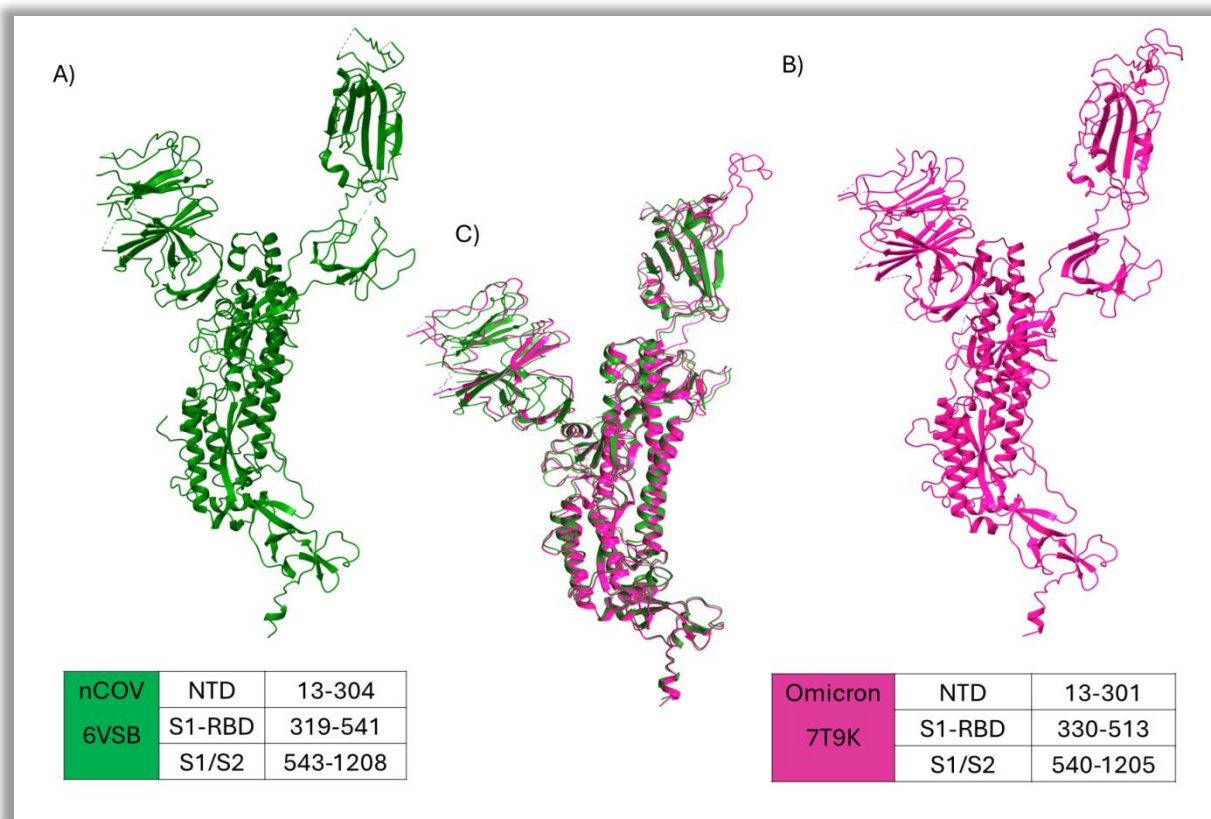 A)
B)
C)
nCOV 6VSB
NTD 13-304
S1-RBD 319-541
S1/S2 543-1208
Omicron 7T9K
NTD 13-301
S1-RBD 330-513
S1/S2 540-1205